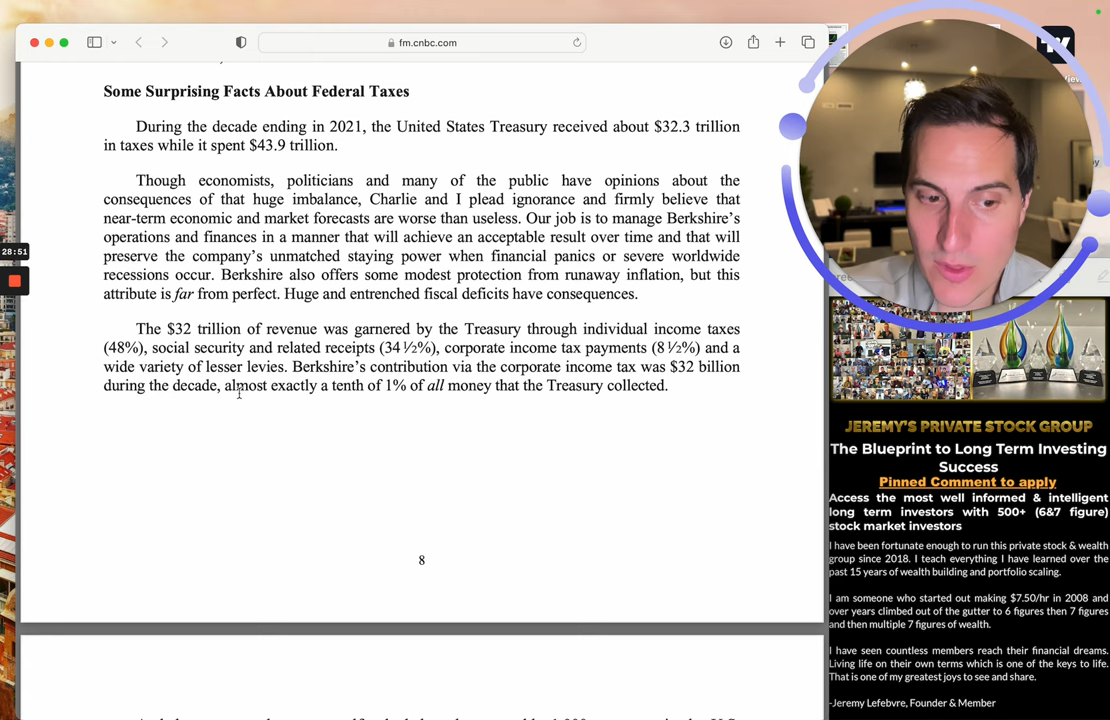 fm.cnbc.com
Some Surprising Facts About Federal Taxes
During the decade ending in 2021, the United States Treasury received about $32.3 trillion
in taxes while it spent $43.9 trillion.
Though economists, politicians and many of the public have opinions about the
consequences of that huge imbalance, Charlie and I plead ignorance and firmly believe that
near-term economic and market forecasts are worse than useless. Our job is to manage Berkshire's
operations and finances in a manner that will achieve an acceptable result over time and that will
preserve the company's unmatched staying power when financial panics or severe worldwide
recessions occur. Berkshire also offers some modest protection from runaway inflation, but this
attribute is far from perfect. Huge and entrenched fiscal deficits have consequences.
The $32 trillion of revenue was garnered by the Treasury through individual income taxes
(48%), social security and related receipts (34½%), corporate income tax payments (8½%) and a
wide variety of lesser levies. Berkshire's contribution via the corporate income tax was $32 billion
during the decade, almost exactly a tenth of 1% of all money that the Treasury collected.
8
28:51
JEREMY'S PRIVATE STOCK GROUP
The Blueprint to Long Term Investing
Success
Pinned Comment to apply
Access the most well informed & intelligent
long term investors with 500+ (6&7 figure)
stock market investors
I have been fortunate enough to run this private stock & wealth
group since 2018. I teach everything I have learned over the
past 15 years of wealth building and portfolio scaling.
I am someone who started out making $7.50/hr in 2008 and
over years climbed out of the gutter to 6 figures then 7 figures
and then multiple 7 figures of wealth.
I have seen countless members reach their financial dreams.
Living life on their own terms which is one of the keys to life.
That is one of my greatest joys to see and share.
-Jeremy Lefebvre, Founder & Member